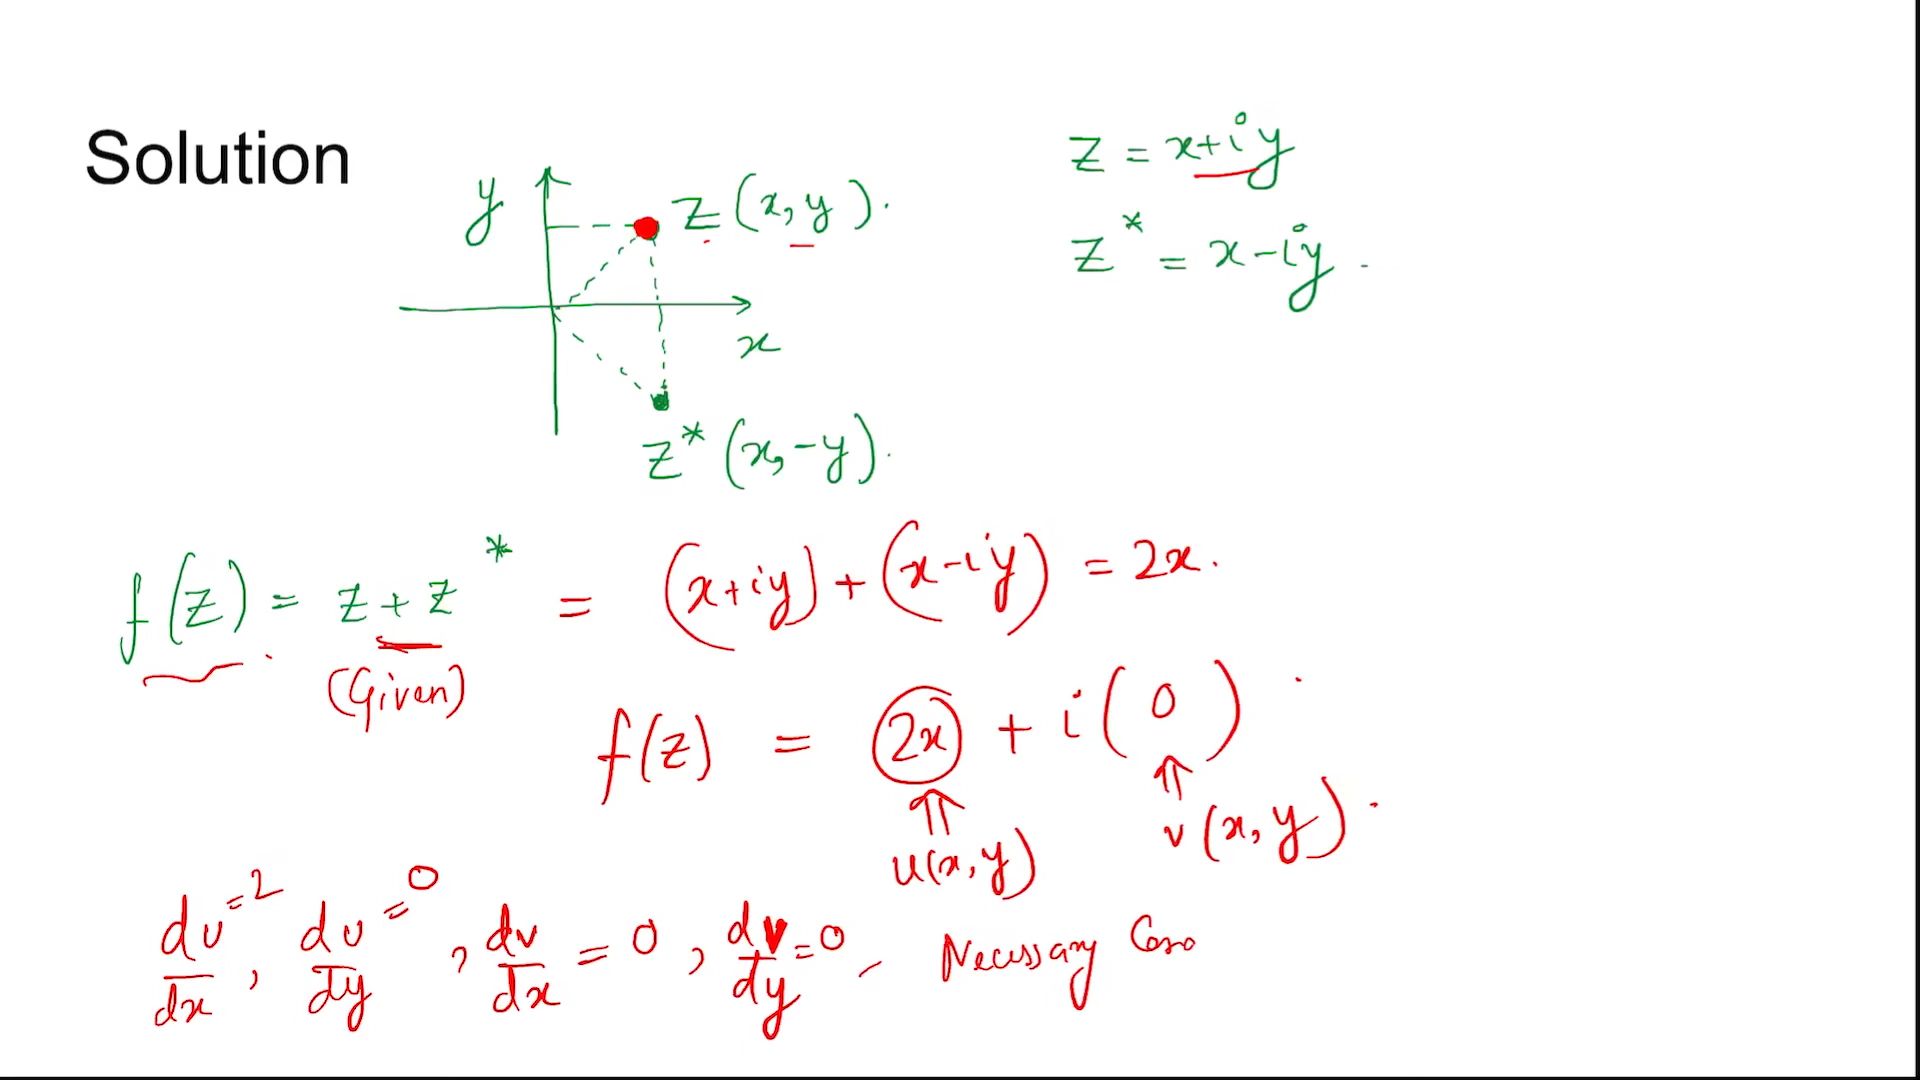 Solution
z = x+iy
y
z (x, y).
z* = x-iy.
x
z* (x, -y).
f(z) = z+z* = (x+iy) + (x-iy) = 2x.
(Given)
f(z) = 2x + i(0)
u(x,y)
v(x, y).
du/dx = 2, du/dy = 0, dv/dx = 0, dv/dy = 0, Necessary